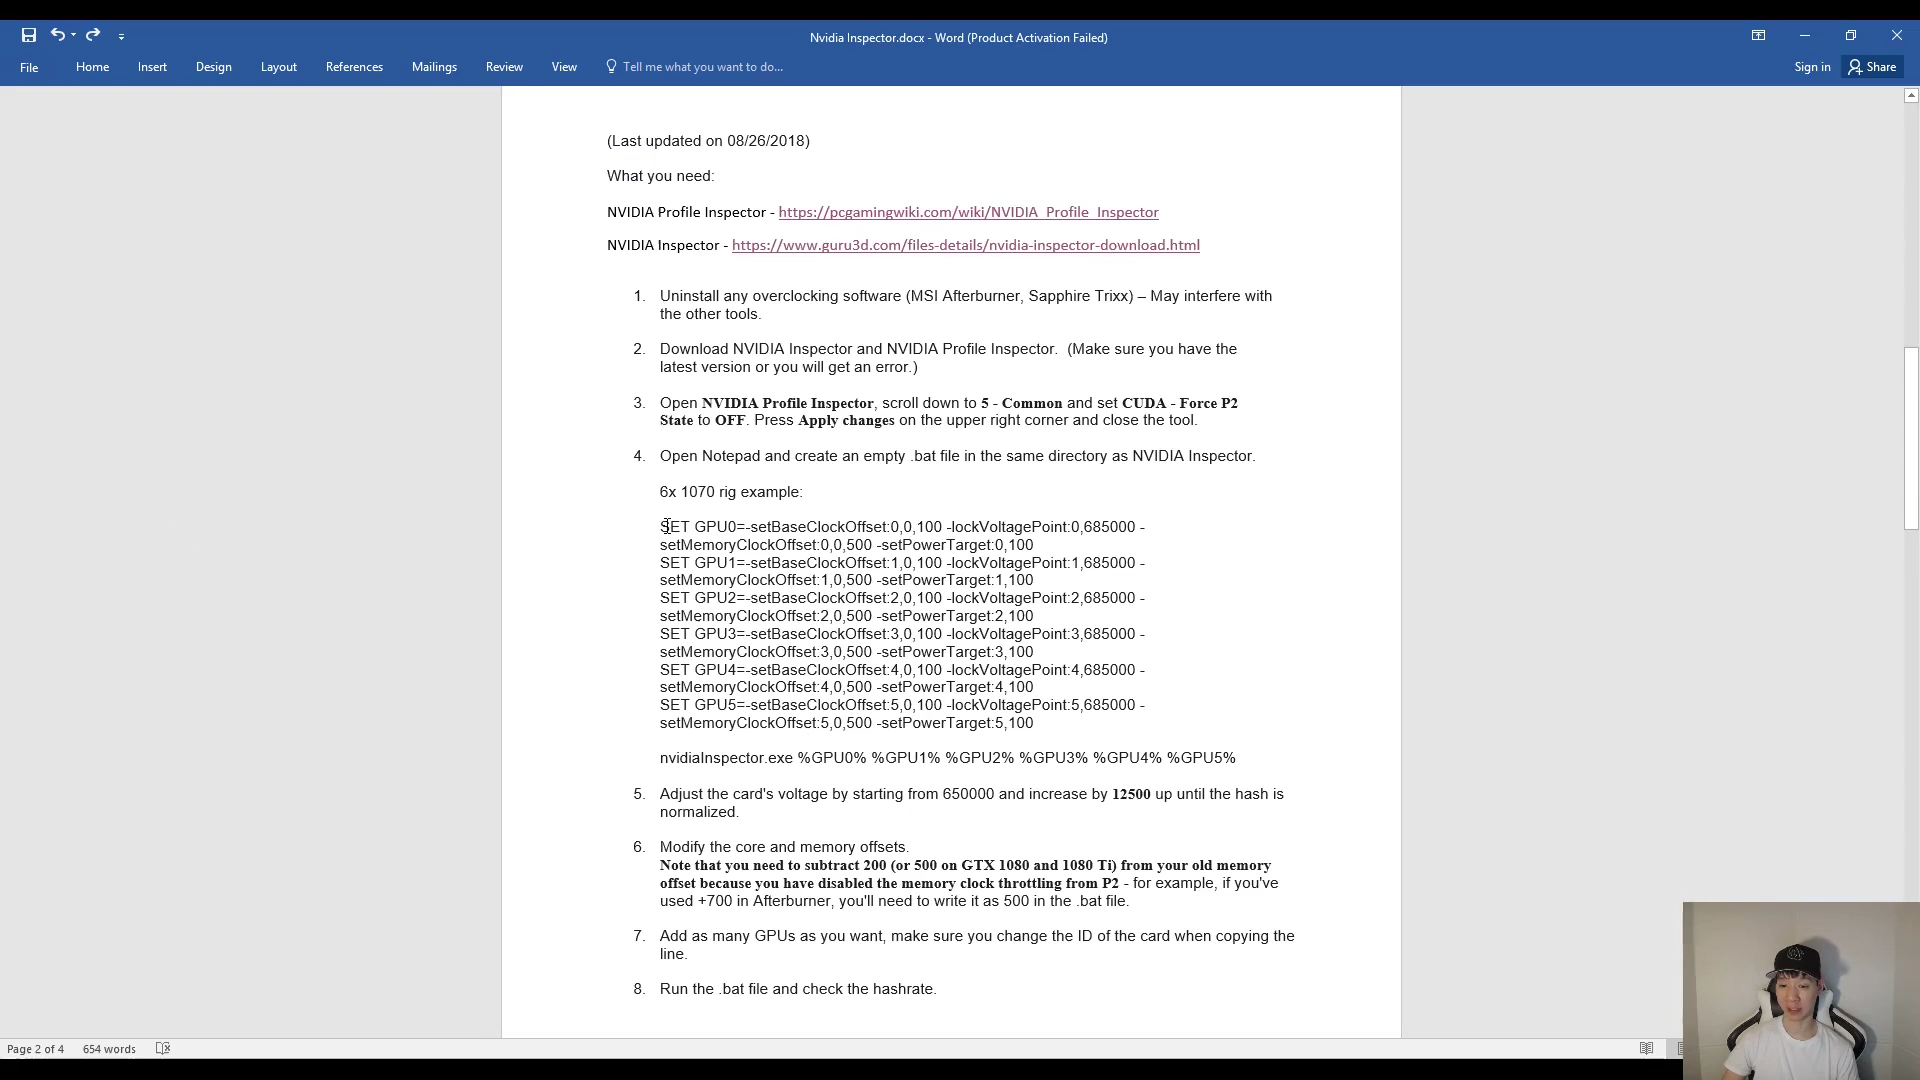 Nvidia Inspector.docx - Word (Product Activation Failed)
File Home Insert Design Layout References Mailings Review View Tell me what you want to do... Sign in Share
(Last updated on 08/26/2018)
What you need:
NVIDIA Profile Inspector - https://pcgamingwiki.com/wiki/NVIDIA_Profile_Inspector
NVIDIA Inspector - https://www.guru3d.com/files-details/nvidia-inspector-download.html
1. Uninstall any overclocking software (MSI Afterburner, Sapphire Trixx) – May interfere with
the other tools.
2. Download NVIDIA Inspector and NVIDIA Profile Inspector.  (Make sure you have the
latest version or you will get an error.)
3. Open NVIDIA Profile Inspector, scroll down to 5 - Common and set CUDA - Force P2
State to OFF. Press Apply changes on the upper right corner and close the tool.
4. Open Notepad and create an empty .bat file in the same directory as NVIDIA Inspector.
6x 1070 rig example:
SET GPU0=-setBaseClockOffset:0,0,100 -lockVoltagePoint:0,685000 -
setMemoryClockOffset:0,0,500 -setPowerTarget:0,100
SET GPU1=-setBaseClockOffset:1,0,100 -lockVoltagePoint:1,685000 -
setMemoryClockOffset:1,0,500 -setPowerTarget:1,100
SET GPU2=-setBaseClockOffset:2,0,100 -lockVoltagePoint:2,685000 -
setMemoryClockOffset:2,0,500 -setPowerTarget:2,100
SET GPU3=-setBaseClockOffset:3,0,100 -lockVoltagePoint:3,685000 -
setMemoryClockOffset:3,0,500 -setPowerTarget:3,100
SET GPU4=-setBaseClockOffset:4,0,100 -lockVoltagePoint:4,685000 -
setMemoryClockOffset:4,0,500 -setPowerTarget:4,100
SET GPU5=-setBaseClockOffset:5,0,100 -lockVoltagePoint:5,685000 -
setMemoryClockOffset:5,0,500 -setPowerTarget:5,100
nvidiaInspector.exe %GPU0% %GPU1% %GPU2% %GPU3% %GPU4% %GPU5%
5. Adjust the card's voltage by starting from 650000 and increase by 12500 up until the hash is
normalized.
6. Modify the core and memory offsets.
Note that you need to subtract 200 (or 500 on GTX 1080 and 1080 Ti) from your old memory
offset because you have disabled the memory clock throttling from P2 - for example, if you've
used +700 in Afterburner, you'll need to write it as 500 in the .bat file.
7. Add as many GPUs as you want, make sure you change the ID of the card when copying the
line.
8. Run the .bat file and check the hashrate.
Page 2 of 4 654 words